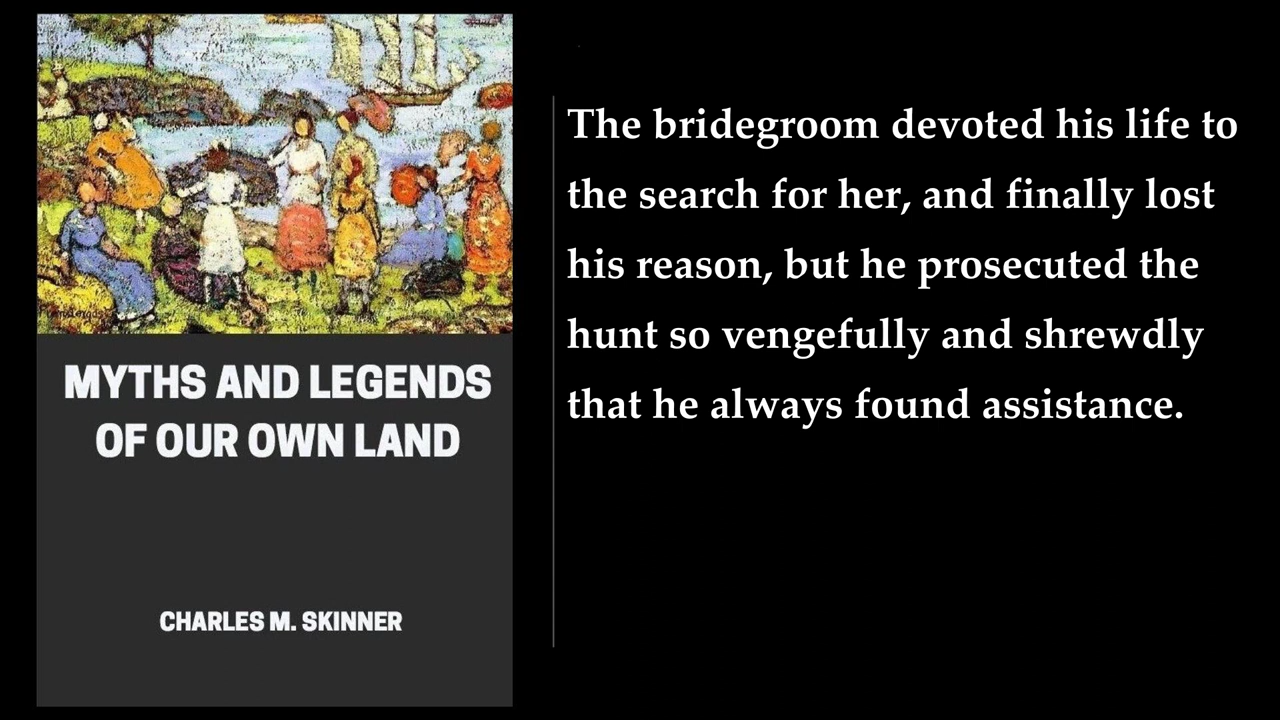 MYTHS AND LEGENDS
OF OUR OWN LAND
CHARLES M. SKINNER
The bridegroom devoted his life to
the search for her, and finally lost
his reason, but he prosecuted the
hunt so vengefully and shrewdly
that he always found assistance.